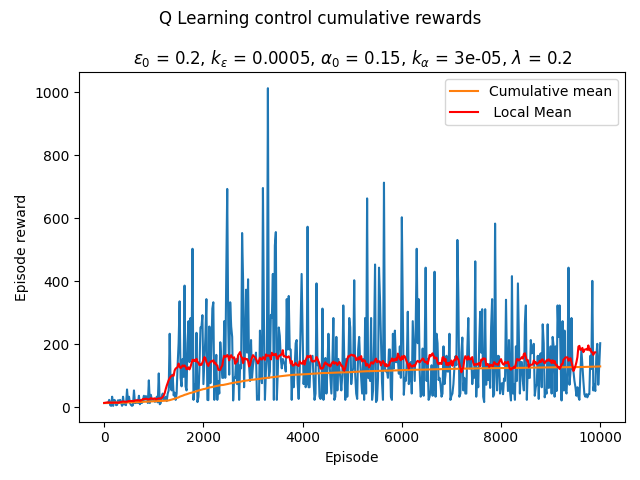 Q Learning control cumulative rewards
ε₀ = 0.2, kε = 0.0005, α₀ = 0.15, kα = 3e-05, λ = 0.2
Cumulative mean
Local Mean
Episode reward
1000
800
600
400
200
0
0 2000 4000 6000 8000 10000
Episode